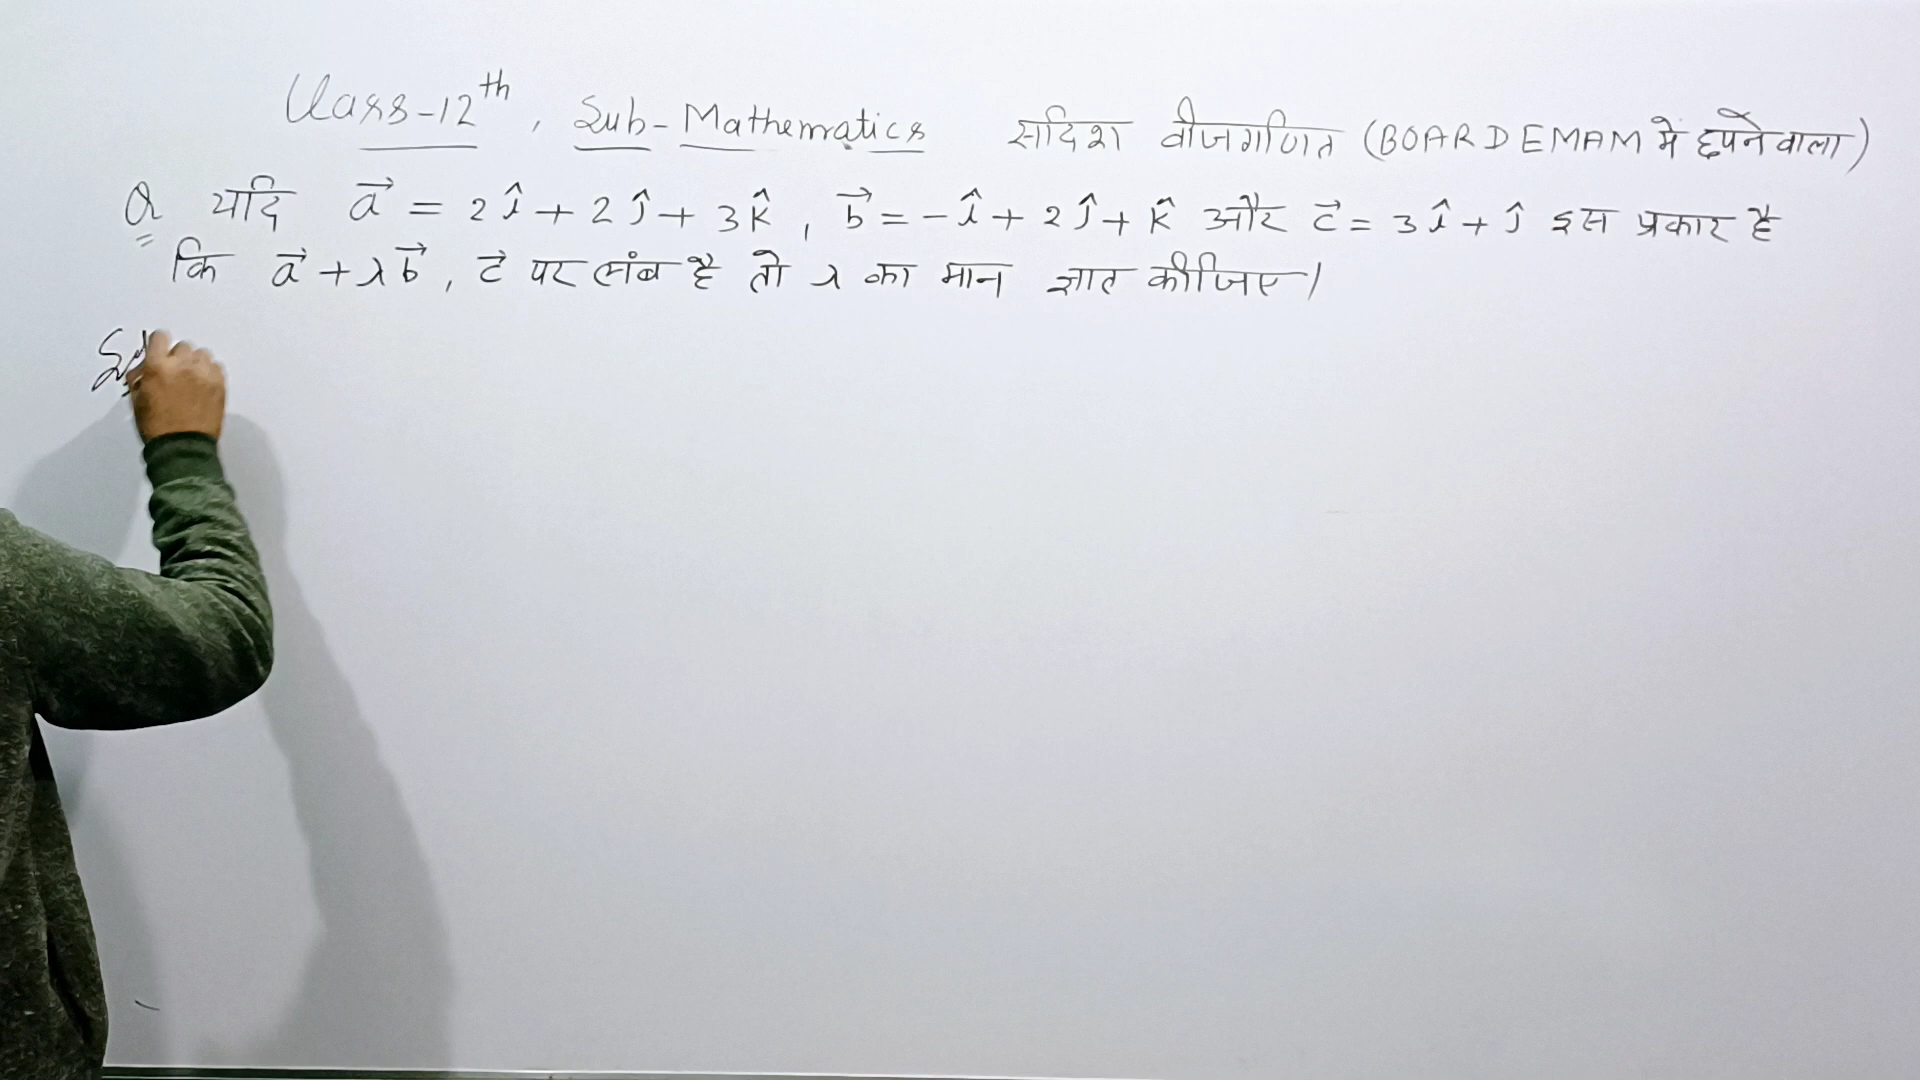 Class-12th, Sub-Mathematics सदिश बीजगणित (BOARD EMAM में छपने वाला)
Q यदि a⃗ = 2î + 2ĵ + 3k̂, b⃗ = -î + 2ĵ + k̂ और c⃗ = 3î + ĵ इस प्रकार है
कि a⃗ + λb⃗, c⃗ पर लंब है तो λ का मान ज्ञात कीजिए।